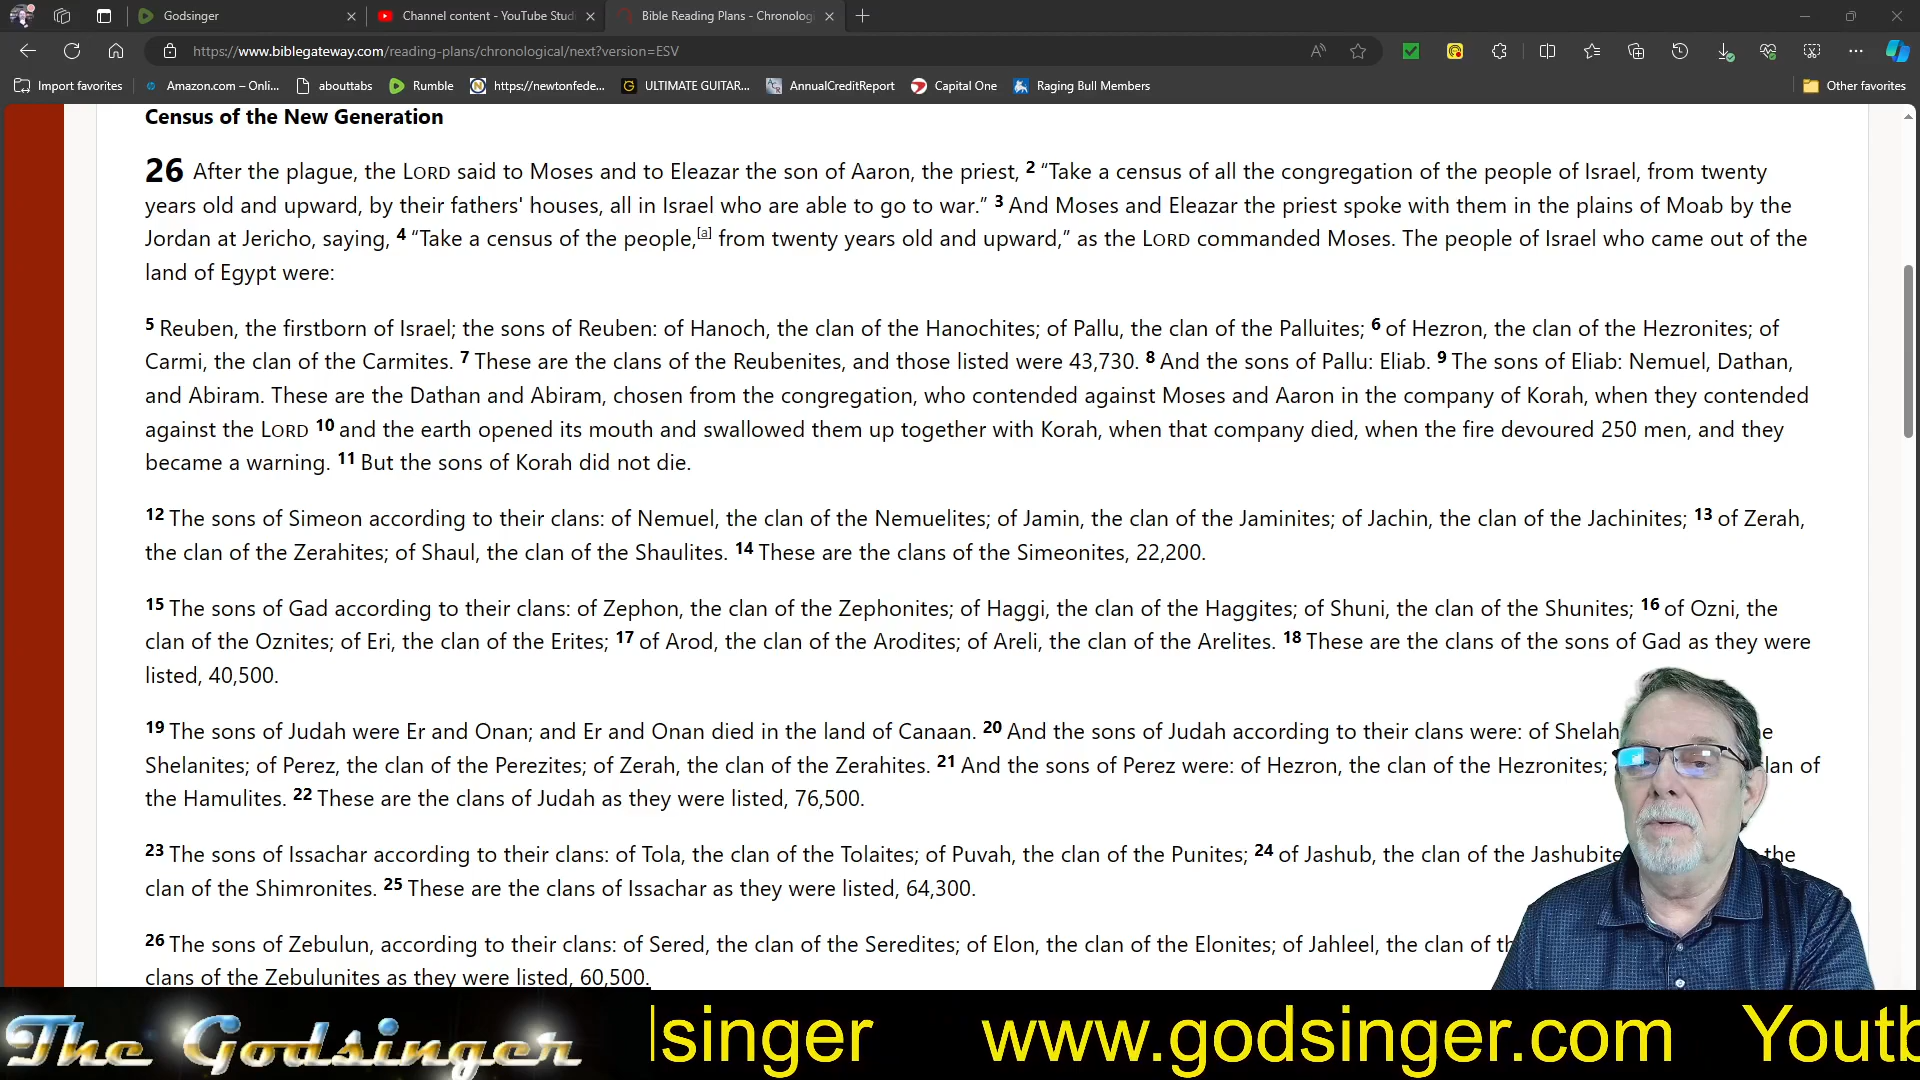 Godsinger
Channel content - YouTube Stud
Bible Reading Plans - Chronolog
https://www.biblegateway.com/reading-plans/chronological/next?version=ESV
Import favorites
Amazon.com – Onli...
abouttabs
Rumble
https://newtonfede...
ULTIMATE GUITAR...
AnnualCreditReport
Capital One
Raging Bull Members
Other favorites
Census of the New Generation
26 After the plague, the LORD said to Moses and to Eleazar the son of Aaron, the priest, 2 “Take a census of all the congregation of the people of Israel, from twenty
years old and upward, by their fathers' houses, all in Israel who are able to go to war.” 3 And Moses and Eleazar the priest spoke with them in the plains of Moab by the
Jordan at Jericho, saying, 4 “Take a census of the people,[a] from twenty years old and upward,” as the LORD commanded Moses. The people of Israel who came out of the
land of Egypt were:
5 Reuben, the firstborn of Israel; the sons of Reuben: of Hanoch, the clan of the Hanochites; of Pallu, the clan of the Palluites; 6 of Hezron, the clan of the Hezronites; of
Carmi, the clan of the Carmites. 7 These are the clans of the Reubenites, and those listed were 43,730. 8 And the sons of Pallu: Eliab. 9 The sons of Eliab: Nemuel, Dathan,
and Abiram. These are the Dathan and Abiram, chosen from the congregation, who contended against Moses and Aaron in the company of Korah, when they contended
against the LORD 10 and the earth opened its mouth and swallowed them up together with Korah, when that company died, when the fire devoured 250 men, and they
became a warning. 11 But the sons of Korah did not die.
12 The sons of Simeon according to their clans: of Nemuel, the clan of the Nemuelites; of Jamin, the clan of the Jaminites; of Jachin, the clan of the Jachinites; 13 of Zerah,
the clan of the Zerahites; of Shaul, the clan of the Shaulites. 14 These are the clans of the Simeonites, 22,200.
15 The sons of Gad according to their clans: of Zephon, the clan of the Zephonites; of Haggi, the clan of the Haggites; of Shuni, the clan of the Shunites; 16 of Ozni, the
clan of the Oznites; of Eri, the clan of the Erites; 17 of Arod, the clan of the Arodites; of Areli, the clan of the Arelites. 18 These are the clans of the sons of Gad as they were
listed, 40,500.
19 The sons of Judah were Er and Onan; and Er and Onan died in the land of Canaan. 20 And the sons of Judah according to their clans were: of Shelah
Shelanites; of Perez, the clan of the Perezites; of Zerah, the clan of the Zerahites. 21 And the sons of Perez were: of Hezron, the clan of the Hezronites; lan of
the Hamulites. 22 These are the clans of Judah as they were listed, 76,500.
23 The sons of Issachar according to their clans: of Tola, the clan of the Tolaites; of Puvah, the clan of the Punites; 24 of Jashub, the clan of the Jashubite the
clan of the Shimronites. 25 These are the clans of Issachar as they were listed, 64,300.
26 The sons of Zebulun, according to their clans: of Sered, the clan of the Seredites; of Elon, the clan of the Elonites; of Jahleel, the clan of th
clans of the Zebulunites as they were listed, 60,500.
The Godsinger
singer www.godsinger.com Youtb